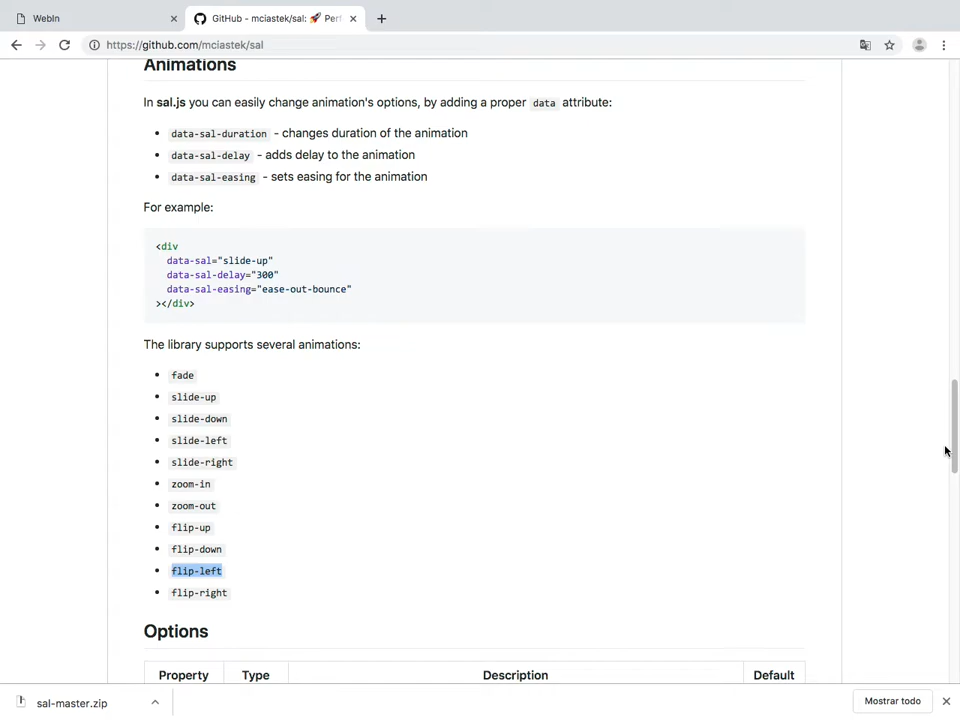 WebIn
GitHub - mciastek/sal: 🚀 Perf
https://github.com/mciastek/sal
Animations
In sal.js you can easily change animation's options, by adding a proper data attribute:
• data-sal-duration - changes duration of the animation
• data-sal-delay - adds delay to the animation
• data-sal-easing - sets easing for the animation
For example:
<div
data-sal="slide-up"
data-sal-delay="300"
data-sal-easing="ease-out-bounce"
></div>
The library supports several animations:
• fade
• slide-up
• slide-down
• slide-left
• slide-right
• zoom-in
• zoom-out
• flip-up
• flip-down
• flip-left
• flip-right
Options
Property Type Description Default
sal-master.zip
Mostrar todo